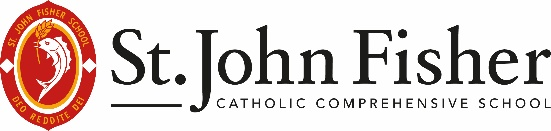 ST. JOHN FISHER SCHOOL
DEO REDDITE DEI
St. John Fisher
CATHOLIC COMPREHENSIVE SCHOOL